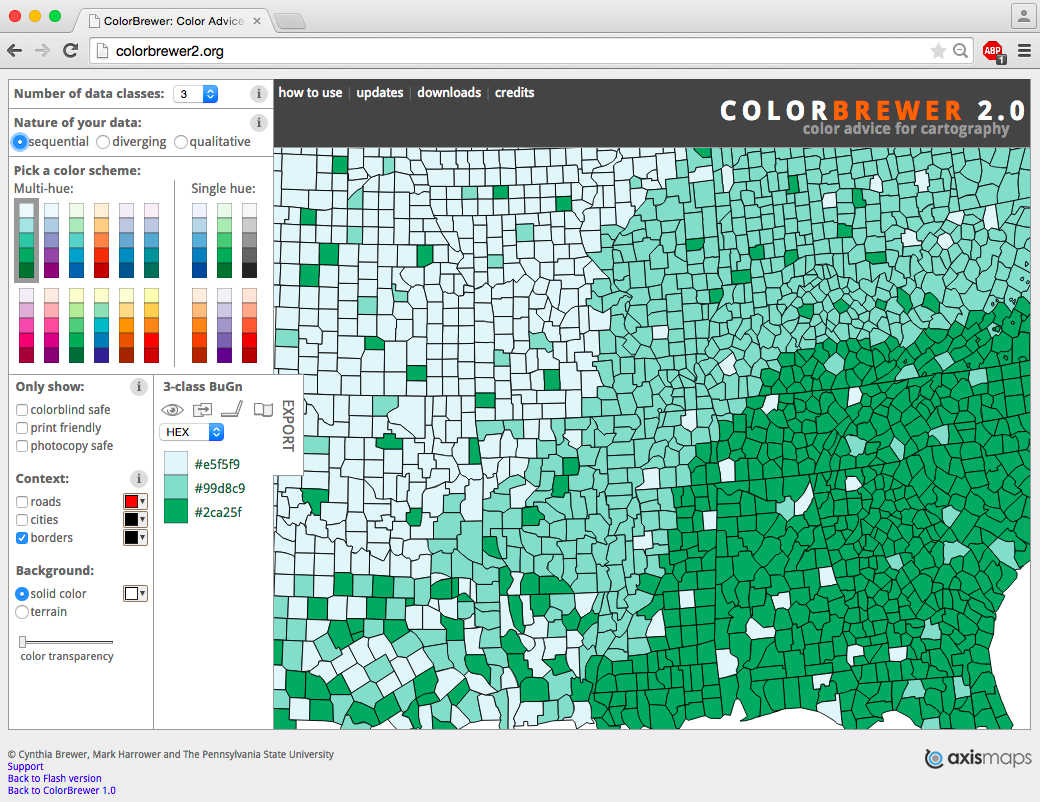 ColorBrewer: Color Advice
colorbrewer2.org
ABP
1
Number of data classes: 3 i
how to use | updates | downloads | credits
COLORBREWER 2.0
color advice for cartography
Nature of your data: i
sequential diverging qualitative
Pick a color scheme:
Multi-hue: Single hue:
Only show: i
colorblind safe
print friendly
photocopy safe
Context: i
roads
cities
borders
Background:
solid color
terrain
color transparency
3-class BuGn
EXPORT
HEX
#e5f5f9
#99d8c9
#2ca25f
© Cynthia Brewer, Mark Harrower and The Pennsylvania State University
Support
Back to Flash version
Back to ColorBrewer 1.0
axismaps